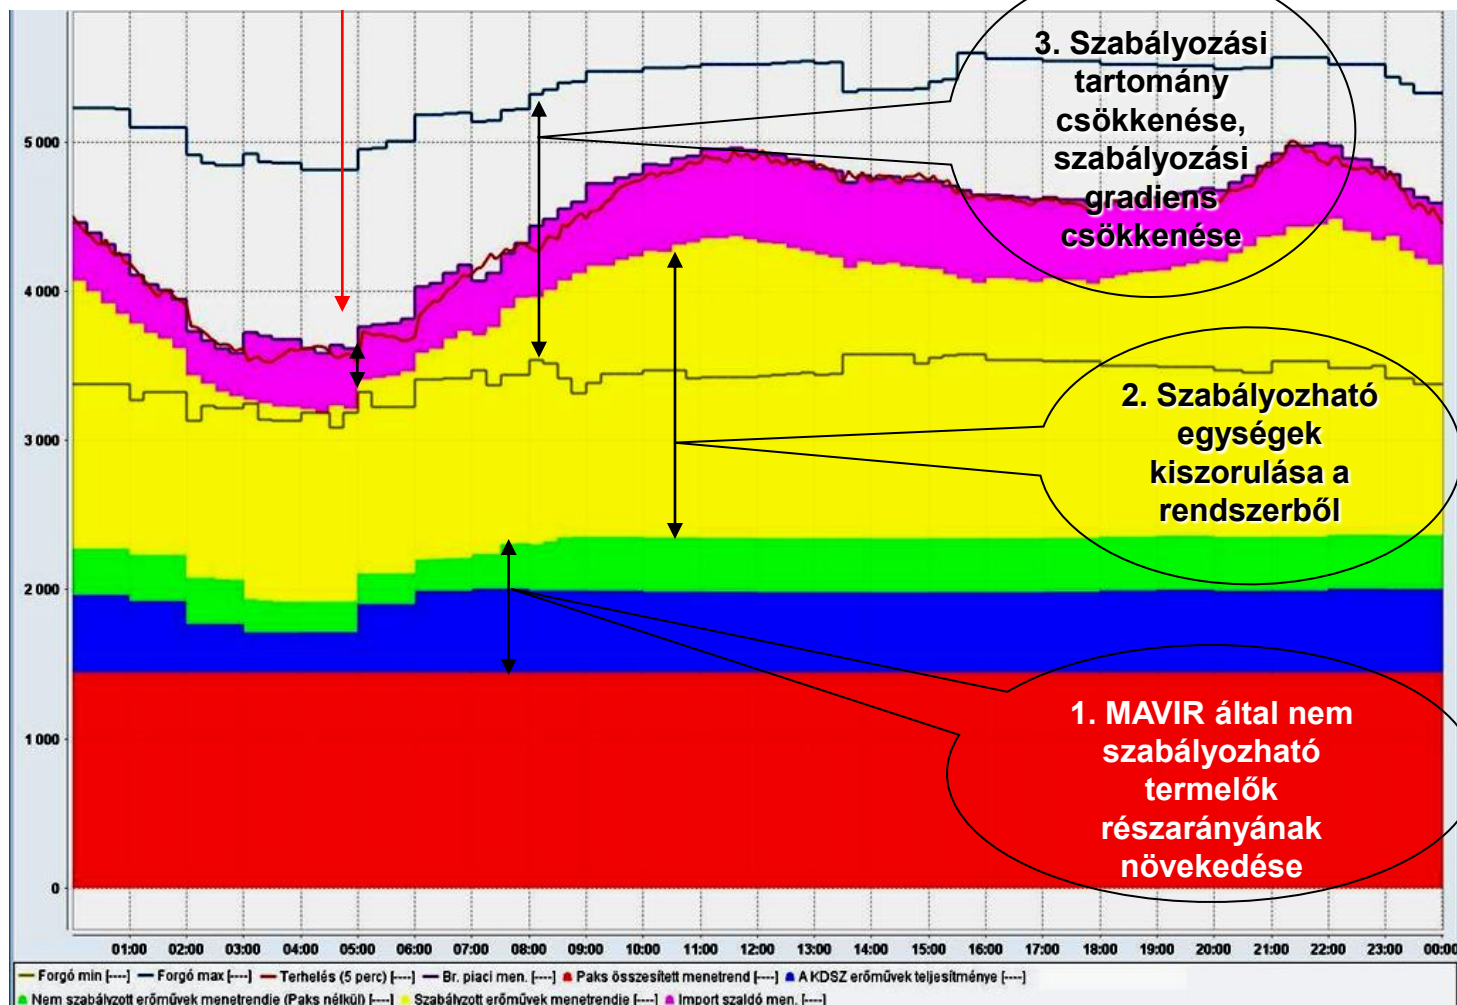 3. Szabályozási
tartomány
csökkenése,
szabályozási
gradiens
csökkenése
5 000
4 000
2. Szabályozható
egységek
kiszorulása a
rendszerből
3 000
2 000
1. MAVIR által nem
szabályozható
termelők
részarányának
növekedése
1 000
0
01:00 02:00 03:00 04:00 05:00 06:00 07:00 08:00 09:00 10:00 11:00 12:00 13:00 14:00 15:00 16:00 17:00 18:00 19:00 20:00 21:00 22:00 23:00 00:00
Forgó min [----] Forgó max [----] Terhelés (5 perc) [----] Br. piaci men. [----] Paks összesített menetrend [----] A KDSZ erőművek teljesítménye [----]
Nem szabályzott erőművek menetrendje (Paks nélkül) [----] Szabályzott erőművek menetrendje [----] Import szaldó men. [----]